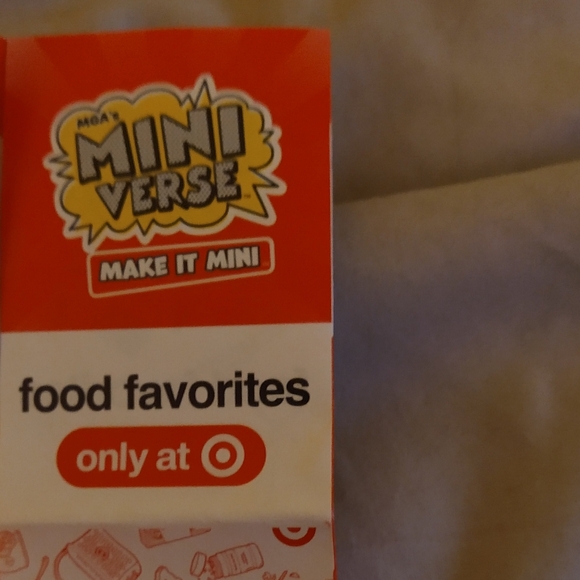 MGA's
MINI
VERSE
MAKE IT MINI
food favorites
only at